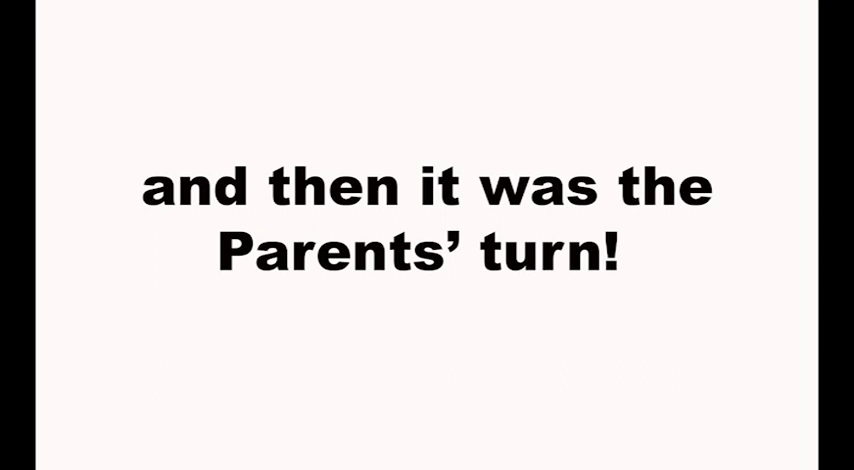 and then it was the
Parents’ turn!